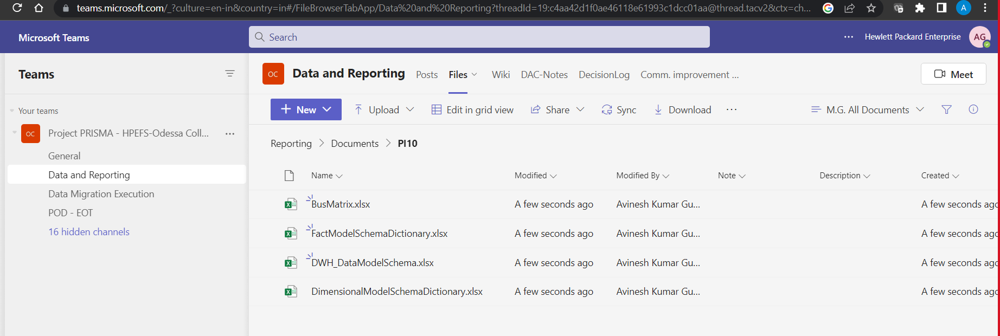 teams.microsoft.com/_?culture=en-in&country=in#/FileBrowserTabApp/Data%20and%20Reporting?threadId=19:c4aa42d1f0ae46118e61993c1dcc01aa@thread.tacv2&ctx=ch...
A
Microsoft Teams
Search
Hewlett Packard Enterprise
AG
Teams
OC
Data and Reporting
Posts
Files
Wiki
DAC-Notes
DecisionLog
Comm. improvement ...
Meet
New
Upload
Edit in grid view
Share
Sync
Download
M.G. All Documents
Your teams
OC
Project PRISMA - HPEFS-Odessa Coll...
General
Data and Reporting
Data Migration Execution
POD - EOT
16 hidden channels
Reporting > Documents > PI10
Name Modified Modified By Note Description Created
BusMatrix.xlsx A few seconds ago Avinesh Kumar Gu... A few seconds ago
FactModelSchemaDictionary.xlsx A few seconds ago Avinesh Kumar Gu... A few seconds ago
DWH_DataModelSchema.xlsx A few seconds ago Avinesh Kumar Gu... A few seconds ago
DimensionalModelSchemaDictionary.xlsx A few seconds ago Avinesh Kumar Gu... A few seconds ago